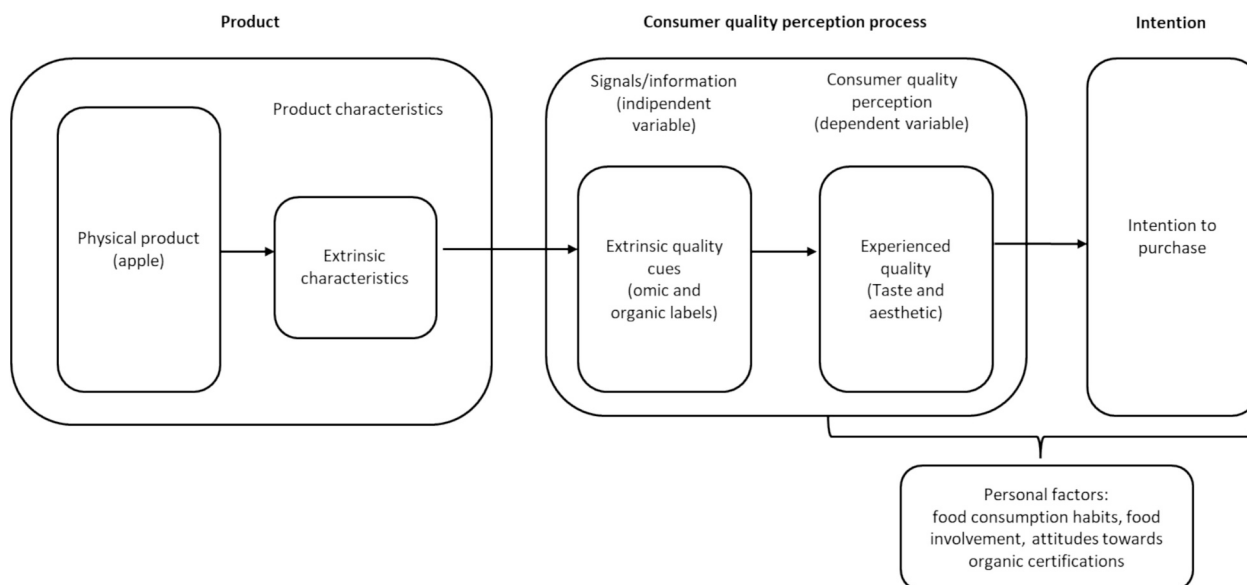 Product
Consumer quality perception process
Intention
Product characteristics
Signals/information
(indipendent
variable)
Consumer quality
perception
(dependent variable)
Physical product
(apple)
Extrinsic
characteristics
Extrinsic quality
cues
(omic and
organic labels)
Experienced
quality
(Taste and
aesthetic)
Intention to
purchase
Personal factors:
food consumption habits, food
involvement, attitudes towards
organic certifications